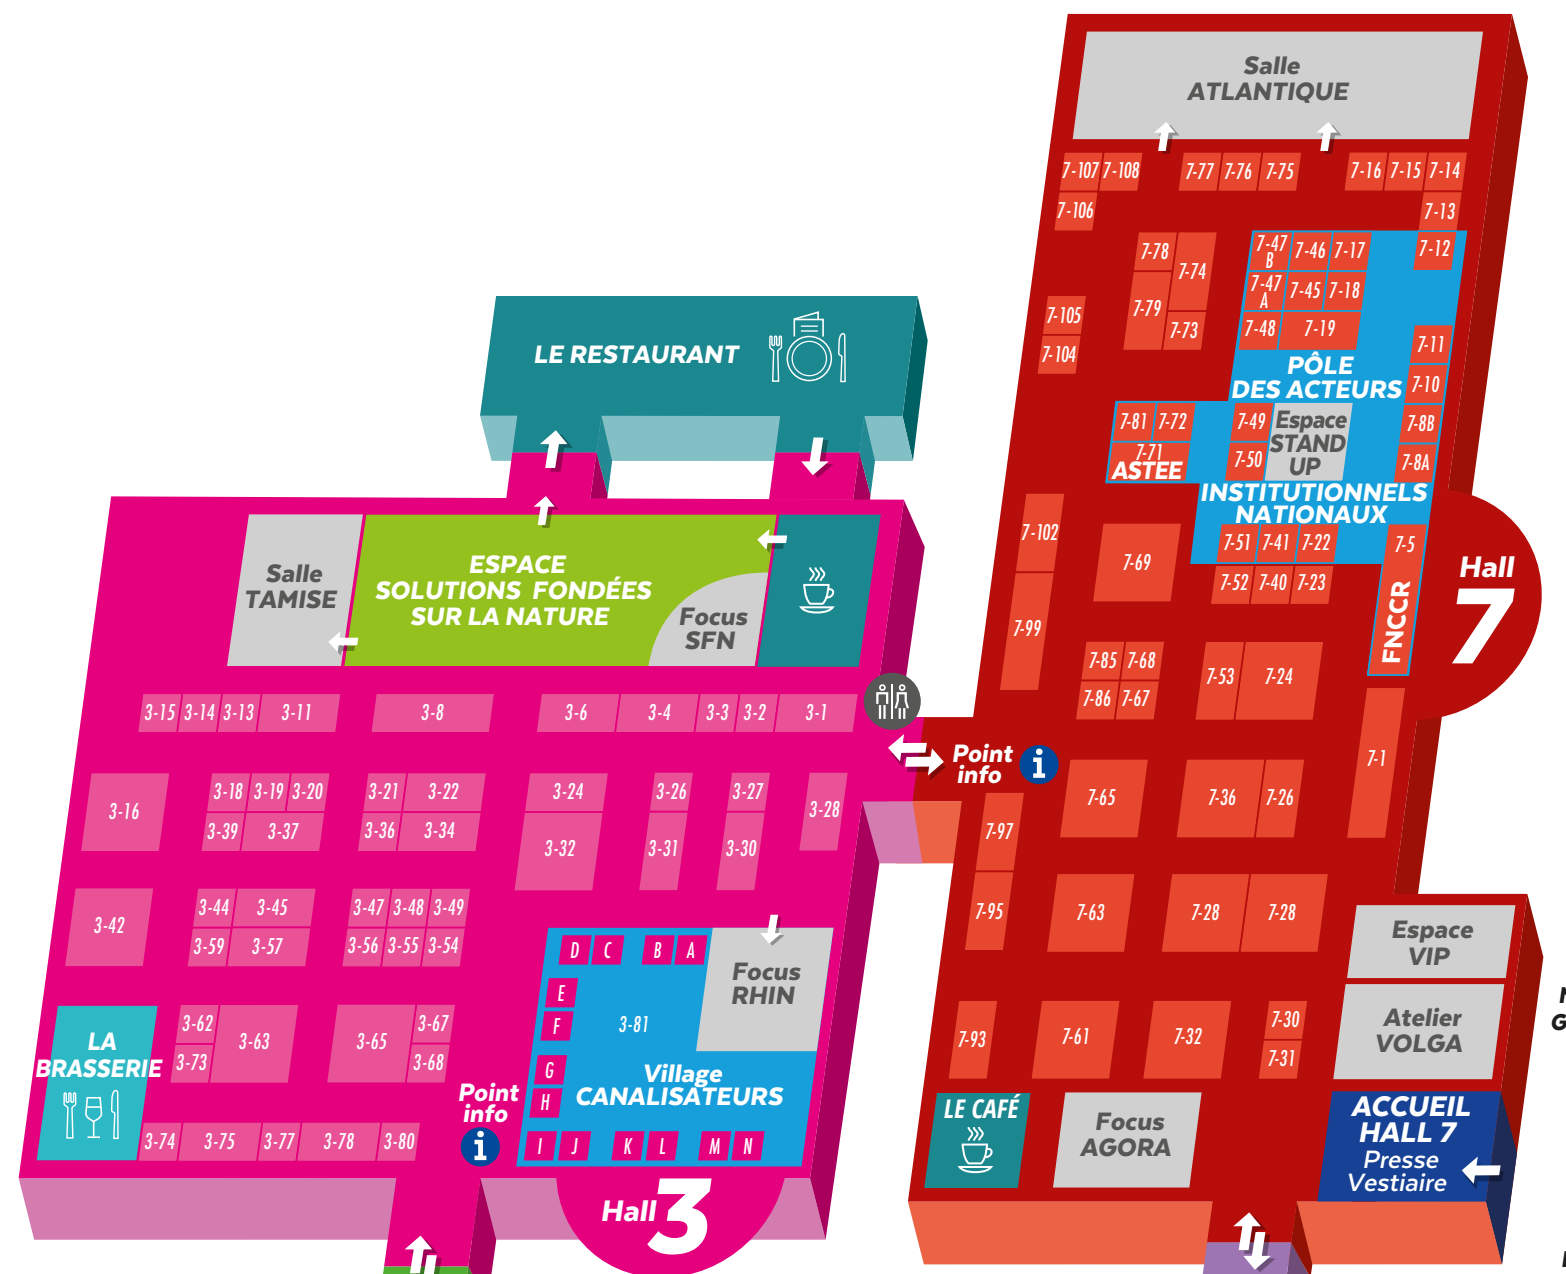 Salle
ATLANTIQUE
7-107 7-108 7-77 7-76 7-75 7-16 7-15 7-14
7-106 7-13
7-78 7-74 7-47 B 7-46 7-17 7-12
7-47 A 7-45 7-18
7-79 7-73 7-48 7-19
7-105 7-11
7-104 7-10
PÔLE
DES ACTEURS
7-81 7-72 7-49 7-8B
7-71 7-50 7-8A
ASTEE
Espace
STAND
UP
INSTITUTIONNELS
NATIONAUX
7-102 7-69 7-51 7-41 7-22 7-5
7-52 7-40 7-23
FNCCR
Hall
7
7-99 7-85 7-68 7-53 7-24
7-86 7-67
7-1
Point
info
i
7-65 7-36 7-26
7-97
7-95 7-63 7-28 7-28
Espace
VIP
7-93 7-61 7-32 7-30
7-31
Atelier
VOLGA
LE CAFÉ
Focus
AGORA
ACCUEIL
HALL 7
Presse
Vestiaire
LE RESTAURANT
Salle
TAMISE
ESPACE
SOLUTIONS FONDÉES
SUR LA NATURE
Focus
SFN
3-15 3-14 3-13 3-11 3-8 3-6 3-4 3-3 3-2 3-1
3-16 3-18 3-19 3-20 3-21 3-22 3-24 3-26 3-27 3-28
3-39 3-37 3-36 3-34 3-32 3-31 3-30
3-42 3-44 3-45 3-47 3-48 3-49
3-59 3-57 3-56 3-55 3-54
D C B A
Focus
RHIN
E
F
3-81
G
H
Village
CANALISATEURS
I J K L M N
LA
BRASSERIE
3-62 3-63 3-65 3-67
3-73 3-68
3-74 3-75 3-77 3-78 3-80
Point
info
i
Hall 3